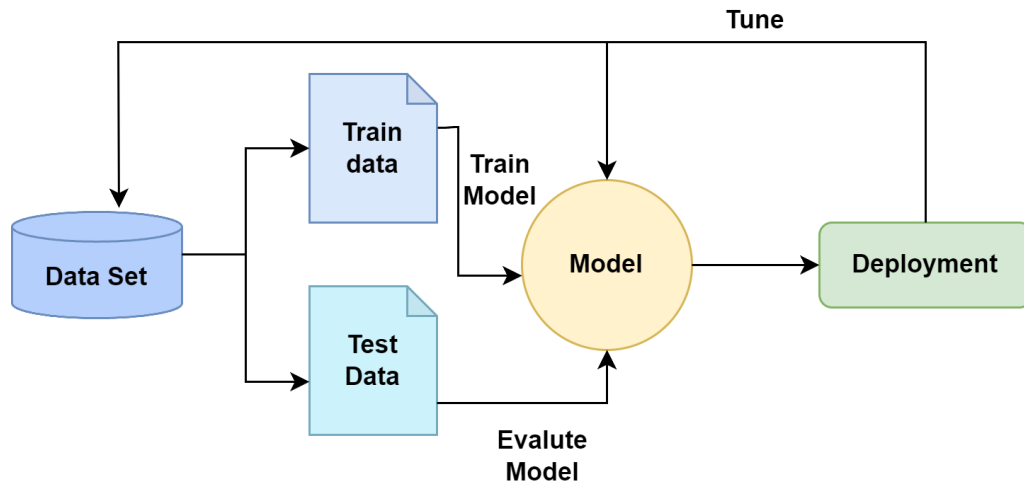 Tune
Train
data
Train
Model
Data Set
Model
Deployment
Test
Data
Evalute
Model